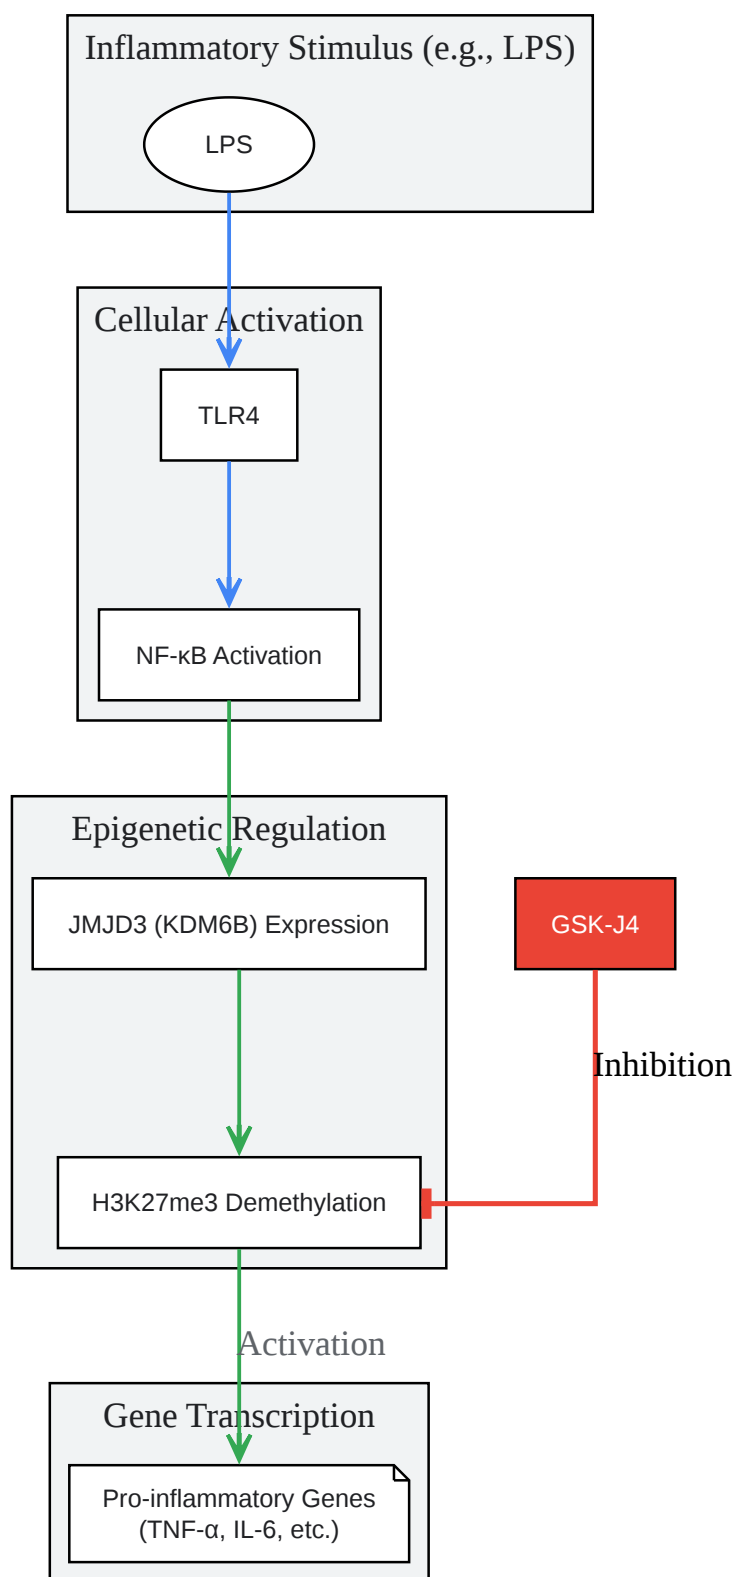 Inflammatory Stimulus (e.g., LPS)
LPS
Cellular Activation
TLR4
NF-κB Activation
Epigenetic Regulation
JMJD3 (KDM6B) Expression
GSK-J4
Inhibition
H3K27me3 Demethylation
Activation
Gene Transcription
Pro-inflammatory Genes
(TNF-α, IL-6, etc.)